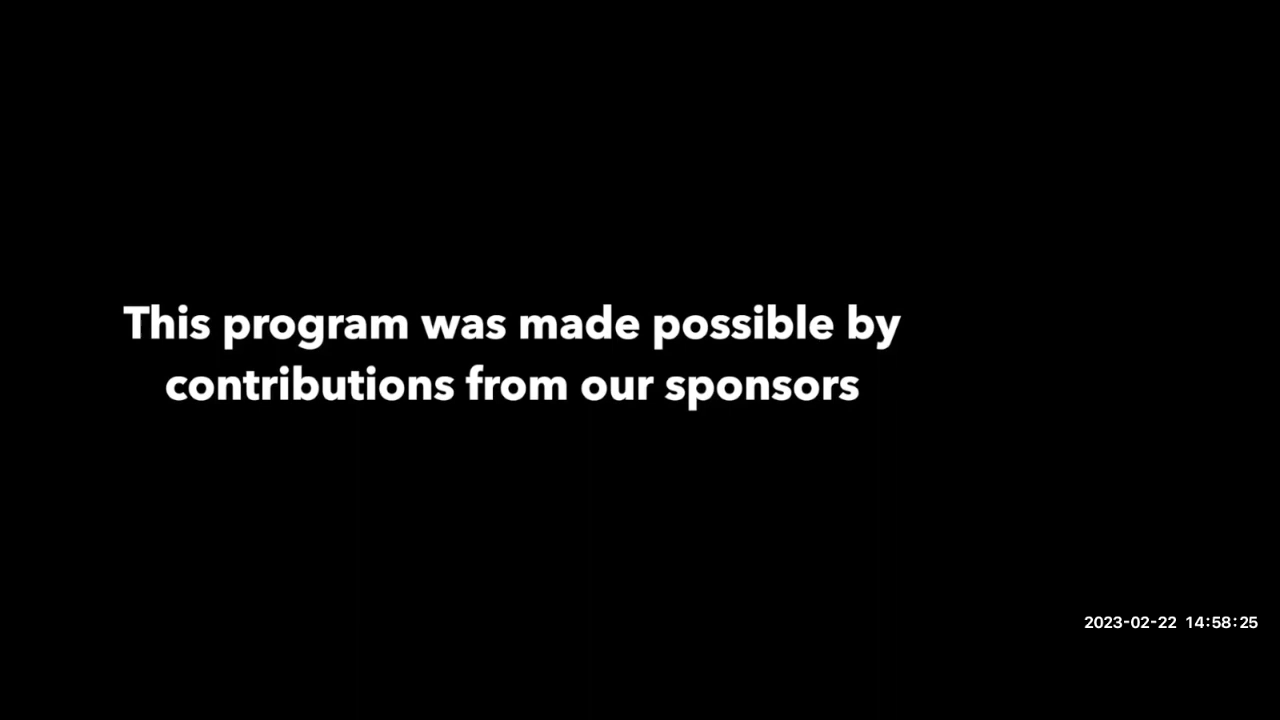 This program was made possible by
contributions from our sponsors
2023-02-22 14:58:25